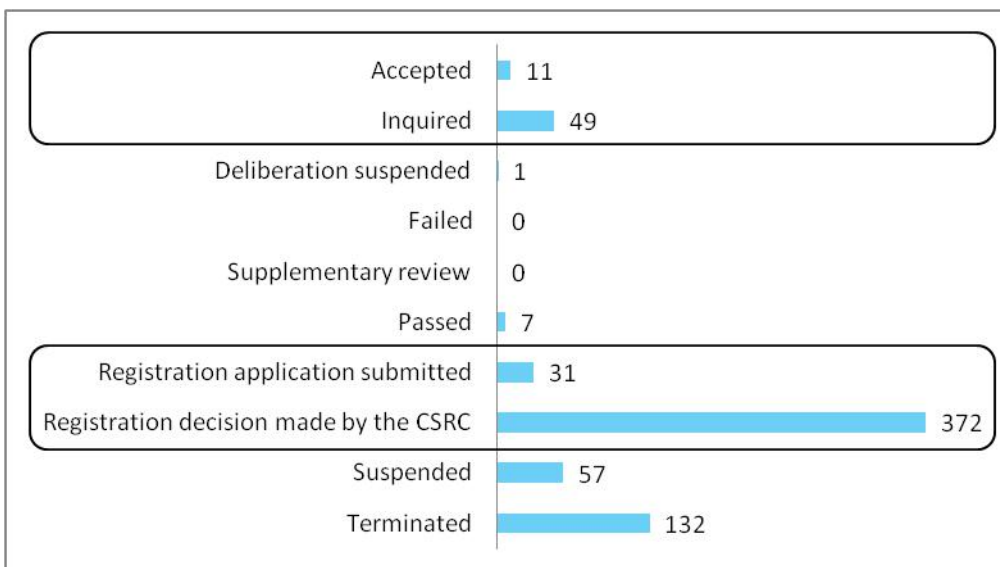 Accepted 11
Inquired 49
Deliberation suspended 1
Failed 0
Supplementary review 0
Passed 7
Registration application submitted 31
Registration decision made by the CSRC 372
Suspended 57
Terminated 132